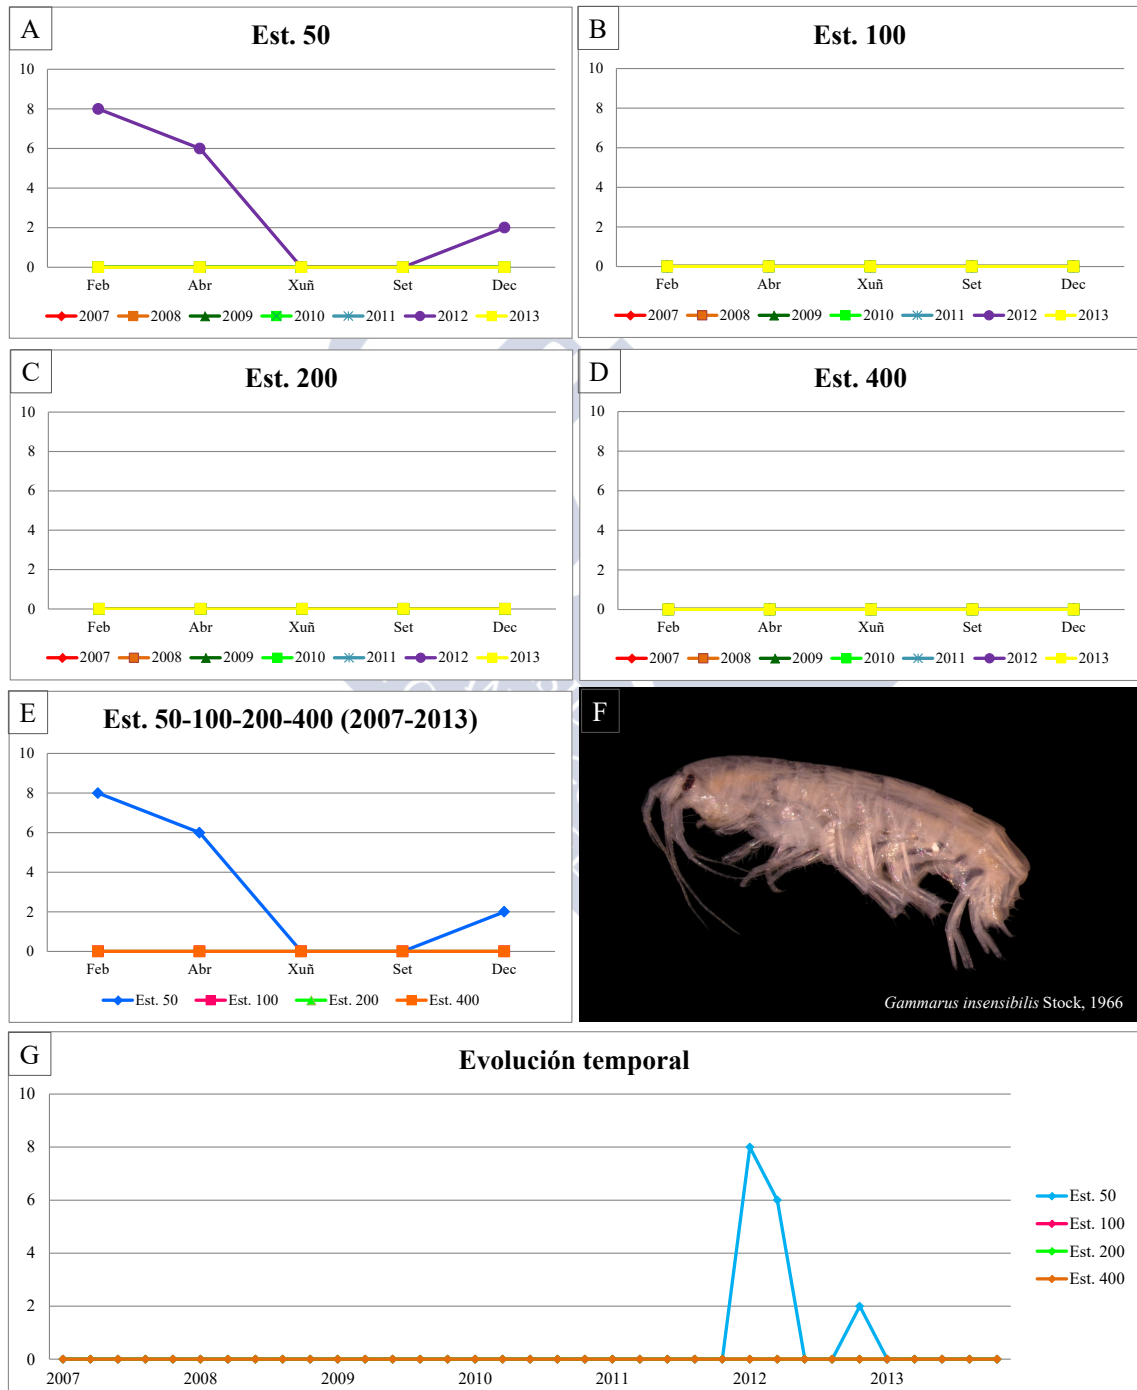 A
Est. 50
10
8
6
4
2
0
Feb Abr Xuñ Set Dec
2007 2008 2009 2010 2011 2012 2013
B
Est. 100
10
8
6
4
2
0
Feb Abr Xuñ Set Dec
2007 2008 2009 2010 2011 2012 2013
C
Est. 200
10
8
6
4
2
0
Feb Abr Xuñ Set Dec
2007 2008 2009 2010 2011 2012 2013
D
Est. 400
10
8
6
4
2
0
Feb Abr Xuñ Set Dec
2007 2008 2009 2010 2011 2012 2013
E
Est. 50-100-200-400 (2007-2013)
10
8
6
4
2
0
Feb Abr Xuñ Set Dec
Est. 50 Est. 100 Est. 200 Est. 400
F
Gammarus insensibilis Stock, 1966
G
Evolución temporal
10
8
6
4
2
0
2007 2008 2009 2010 2011 2012 2013
Est. 50
Est. 100
Est. 200
Est. 400